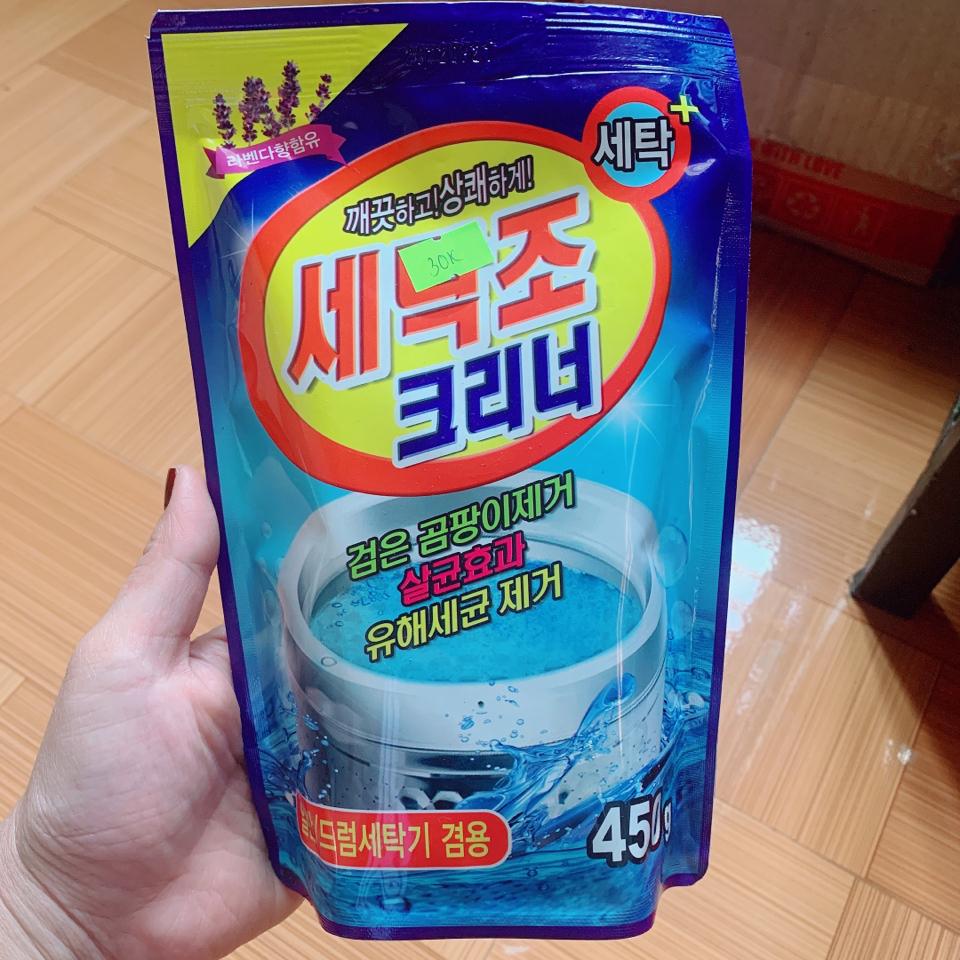 라벤다향함유
세탁
+
깨끗하고!상쾌하게!
세탁조
30K
크리너
WITH LOVE
검은 곰팡이제거
살균효과
유해세균 제거
드럼세탁기 겸용
450g